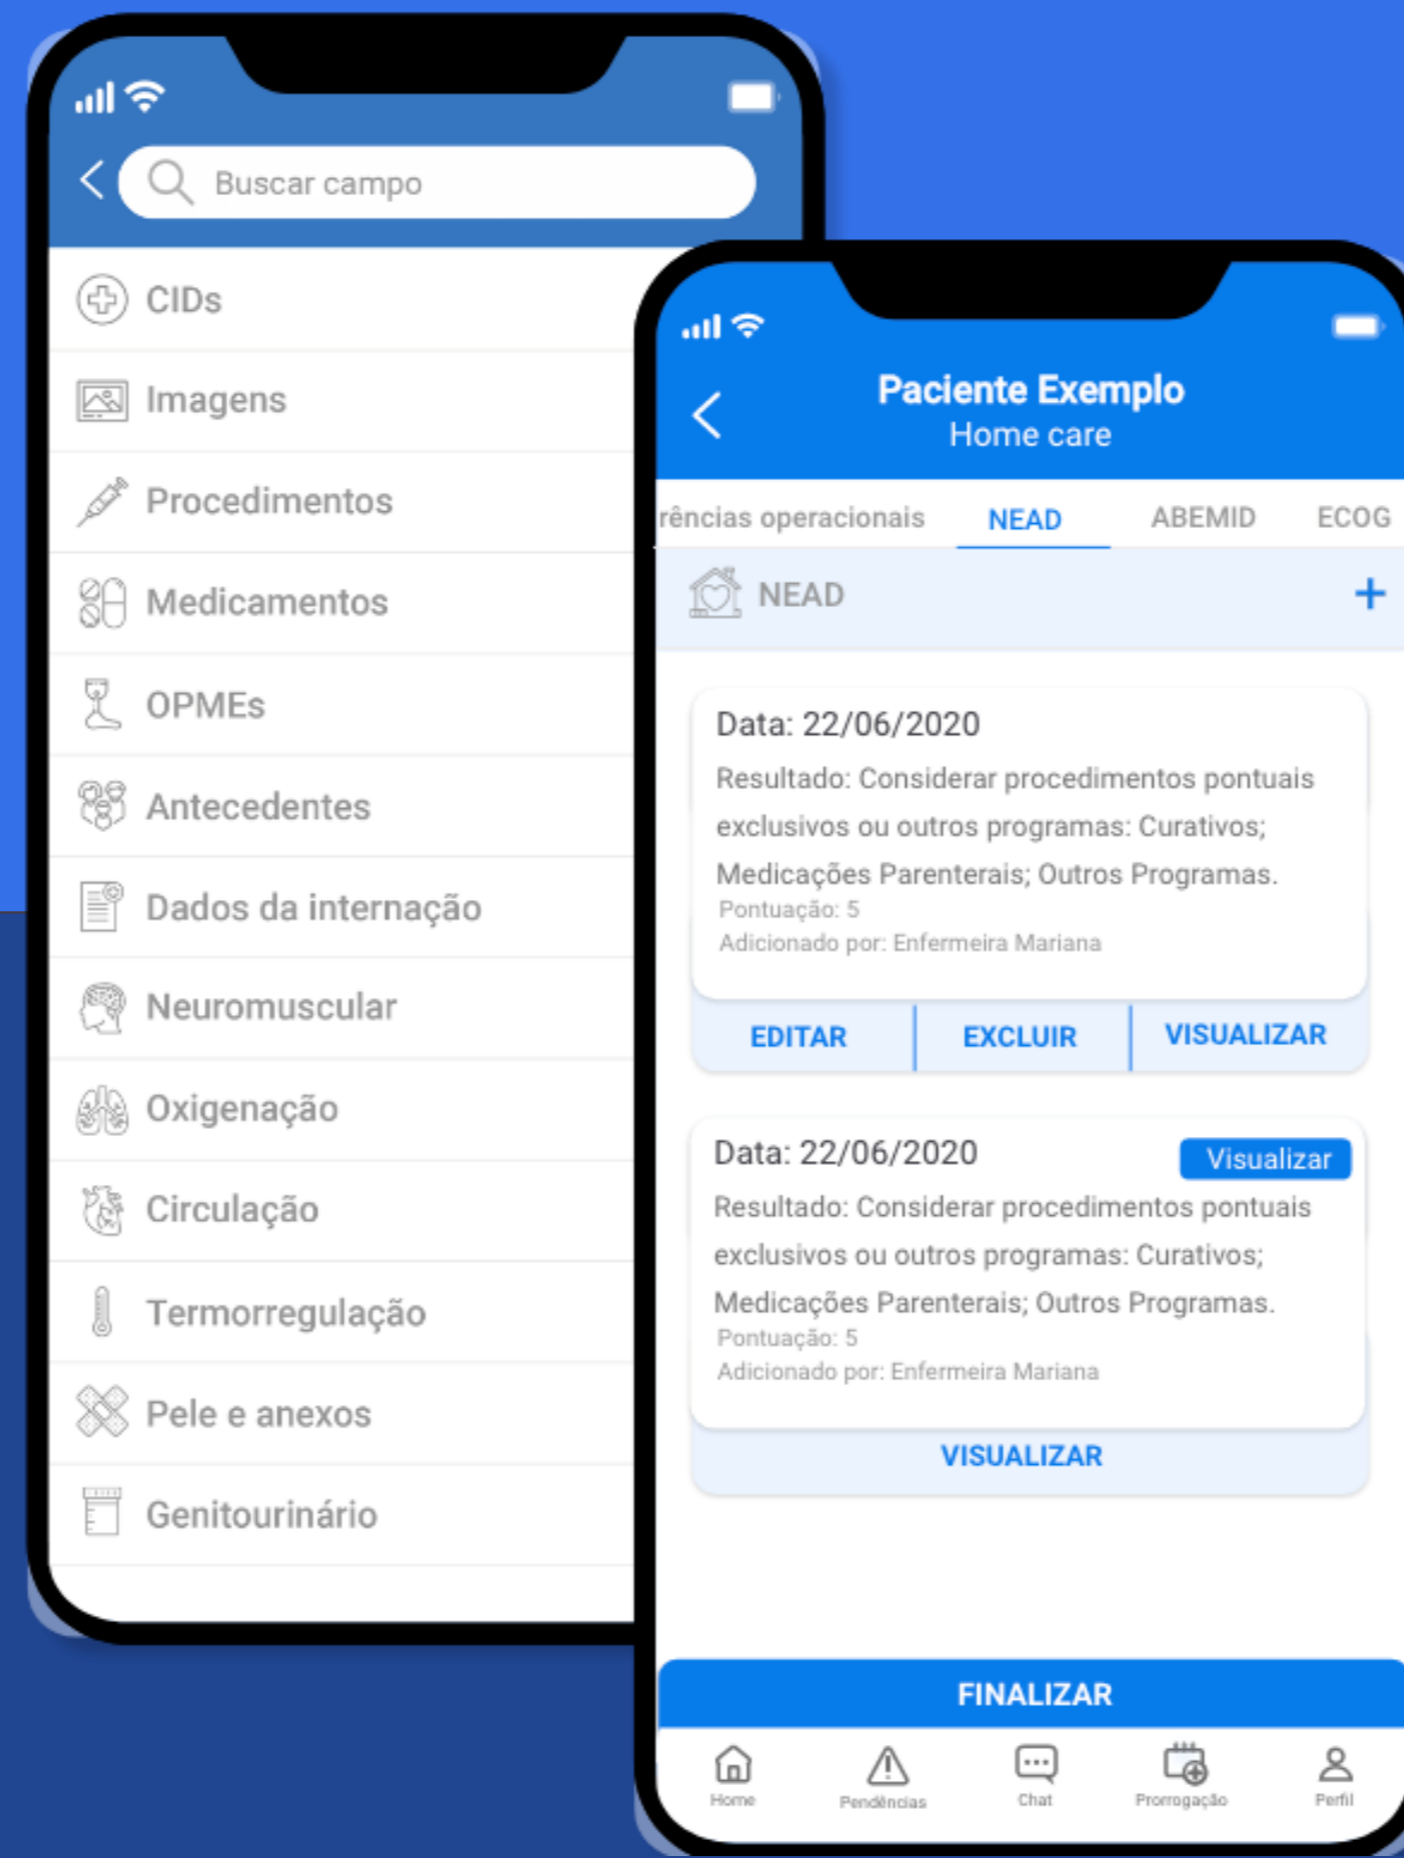 Buscar campo
CIDs
Imagens
Procedimentos
Medicamentos
OPMEs
Antecedentes
Dados da internação
Neuromuscular
Oxigenação
Circulação
Termorregulação
Pele e anexos
Genitourinário
Paciente Exemplo
Home care
rências operacionais NEAD ABEMID ECOG
NEAD
Data: 22/06/2020
Resultado: Considerar procedimentos pontuais
exclusivos ou outros programas: Curativos;
Medicações Parenterais; Outros Programas.
Pontuação: 5
Adicionado por: Enfermeira Mariana
EDITAR EXCLUIR VISUALIZAR
Data: 22/06/2020 Visualizar
Resultado: Considerar procedimentos pontuais
exclusivos ou outros programas: Curativos;
Medicações Parenterais; Outros Programas.
Pontuação: 5
Adicionado por: Enfermeira Mariana
VISUALIZAR
FINALIZAR
Home Pendências Chat Prorrogação Perfil